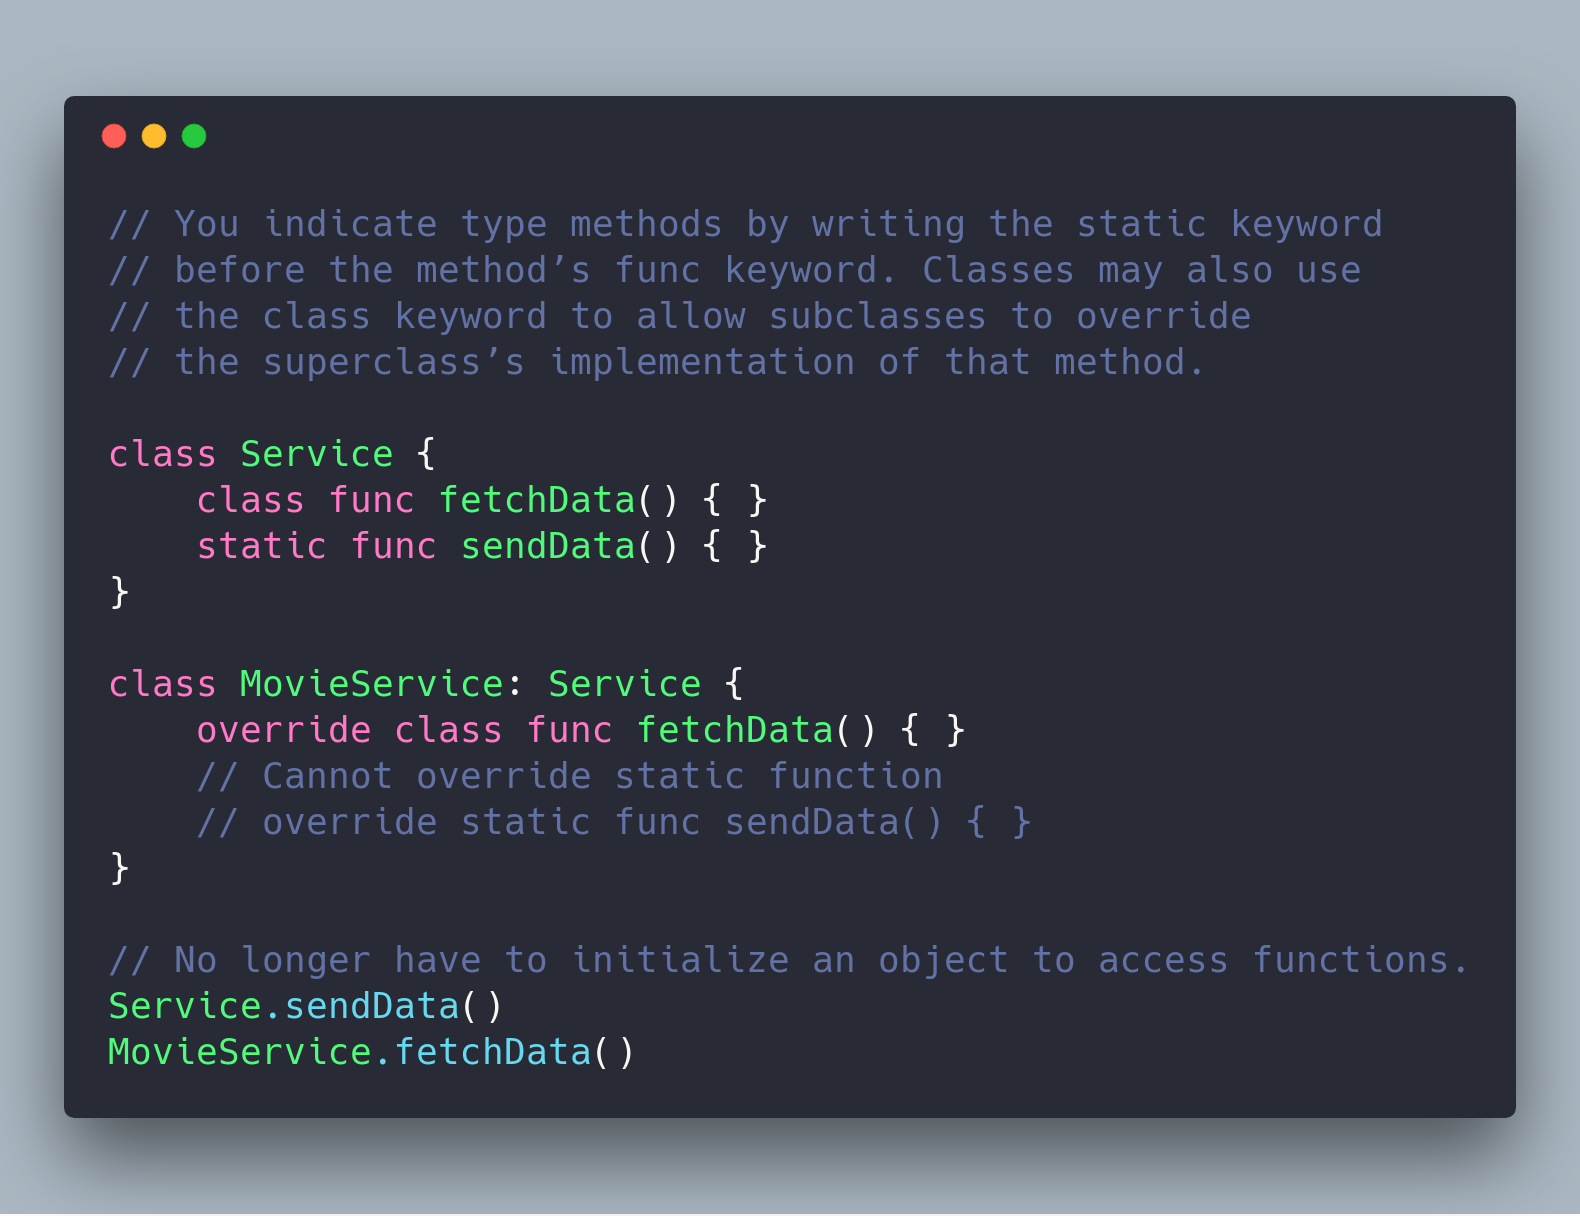 // You indicate type methods by writing the static keyword
// before the method’s func keyword. Classes may also use
// the class keyword to allow subclasses to override
// the superclass’s implementation of that method.

class Service {
    class func fetchData() { }
    static func sendData() { }
}

class MovieService: Service {
    override class func fetchData() { }
    // Cannot override static function
    // override static func sendData() { }
}

// No longer have to initialize an object to access functions.
Service.sendData()
MovieService.fetchData()